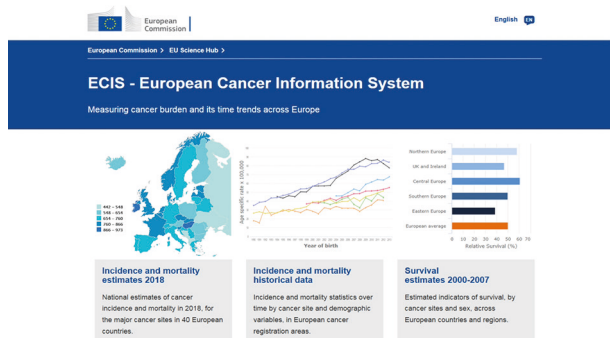 European
Commission
English EN
European Commission > EU Science Hub >
ECIS - European Cancer Information System
Measuring cancer burden and its time trends across Europe
442 - 548
548 - 654
654 - 760
760 - 866
866 - 973
Age specific rate x 100,000
Year of birth
Northern Europe
UK and Ireland
Central Europe
Southern Europe
Eastern Europe
European average
0 10 20 30 40 50 60 70
Relative Survival (%)
Incidence and mortality
estimates 2018
National estimates of cancer
incidence and mortality in 2018, for
the major cancer sites in 40 European
countries.
Incidence and mortality
historical data
Incidence and mortality statistics over
time by cancer site and demographic
variables, in European cancer
registration areas.
Survival
estimates 2000-2007
Estimated indicators of survival, by
cancer sites and sex, across
European countries and regions.